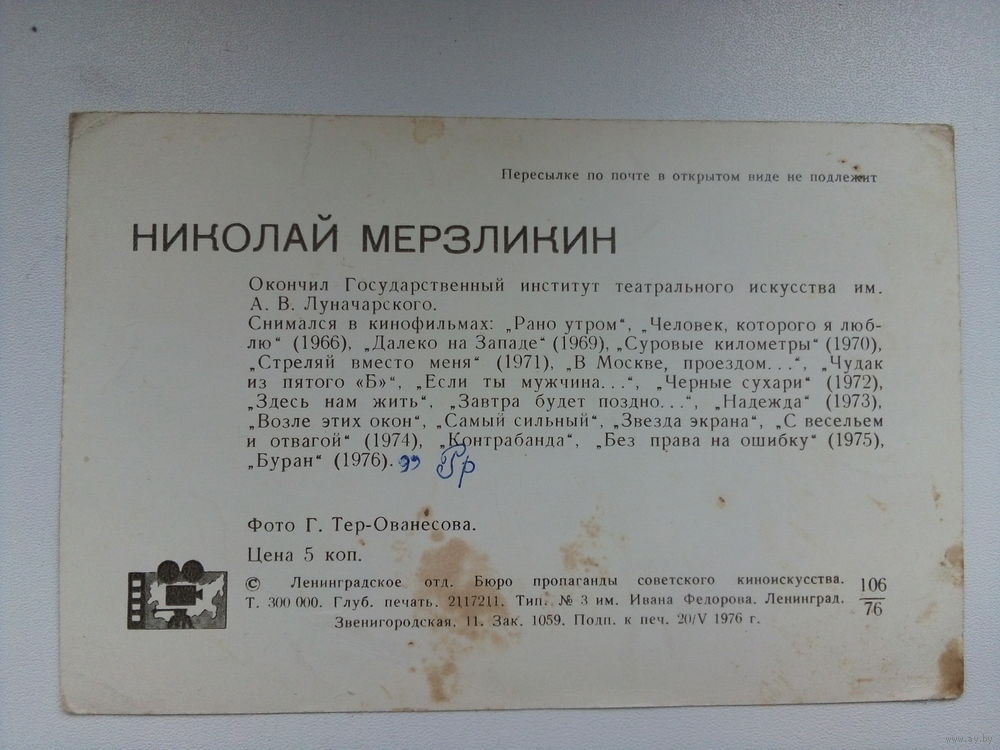 Пересылке по почте в открытом виде не подлежит
НИКОЛАЙ МЕРЗЛИКИН
Окончил Государственный институт театрального искусства им.
А. В. Луначарского.
Снимался в кинофильмах: „Рано утром“, „Человек, которого я люб-
лю“ (1966), „Далеко на Западе“ (1969), „Суровые километры“ (1970),
„Стреляй вместо меня“ (1971), „В Москве, проездом...“, „Чудак
из пятого «Б»“, „Если ты мужчина...“, „Черные сухари“ (1972),
„Здесь нам жить“, „Завтра будет поздно...“, „Надежда“ (1973),
„Возле этих окон“, „Самый сильный“, „Звезда экрана“, „С весельем
и отвагой“ (1974), „Контрабанда“, „Без права на ошибку“ (1975),
„Буран“ (1976).
Фото Г. Тер-Ованесова.
Цена 5 коп.
© Ленинградское отд. Бюро пропаганды советского киноискусства.
Т. 300 000. Глуб. печать. 2117211. Тип. № 3 им. Ивана Федорова. Ленинград.
Звенигородская, 11. Зак. 1059. Подп. к печ. 20/V 1976 г.
106
76
www.ay.by